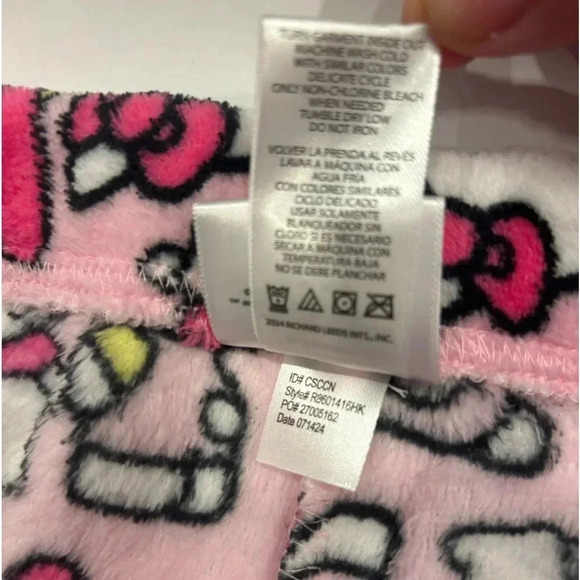 TURN GARMENT INSIDE OUT
MACHINE WASH COLD
WITH SIMILAR COLORS
DELICATE CYCLE
ONLY NON-CHLORINE BLEACH
WHEN NEEDED
TUMBLE DRY LOW
DO NOT IRON
VOLVER LA PRENDA AL REVÉS
LAVAR A MÁQUINA CON
AGUA FRÍA
CON COLORES SIMILARES
CICLO DELICADO
USAR SOLAMENTE
BLANQUEADOR SIN
CLORO SI ES NECESARIO
SECAR A MÁQUINA CON
TEMPERATURA BAJA
NO SE DEBE PLANCHAR
2024 RICHARD LEEDS INT'L., INC.
ID# CSCCN
Style# R8601416HK
PO# 27005162
Date 071424